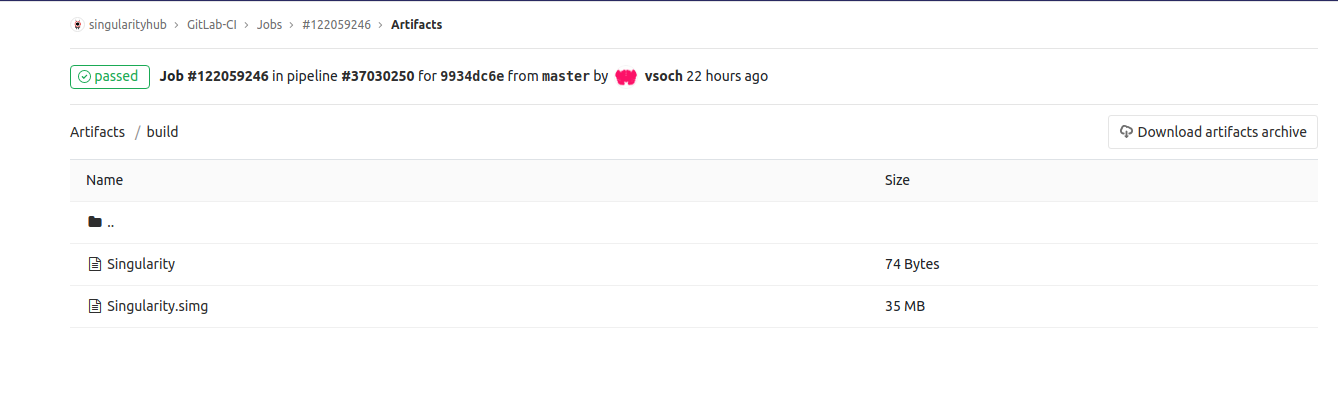 singularityhub > GitLab-CI > Jobs > #122059246 > Artifacts
passed Job #122059246 in pipeline #37030250 for 9934dc6e from master by vsoch 22 hours ago
Artifacts / build Download artifacts archive
Name Size
..
Singularity 74 Bytes
Singularity.simg 35 MB